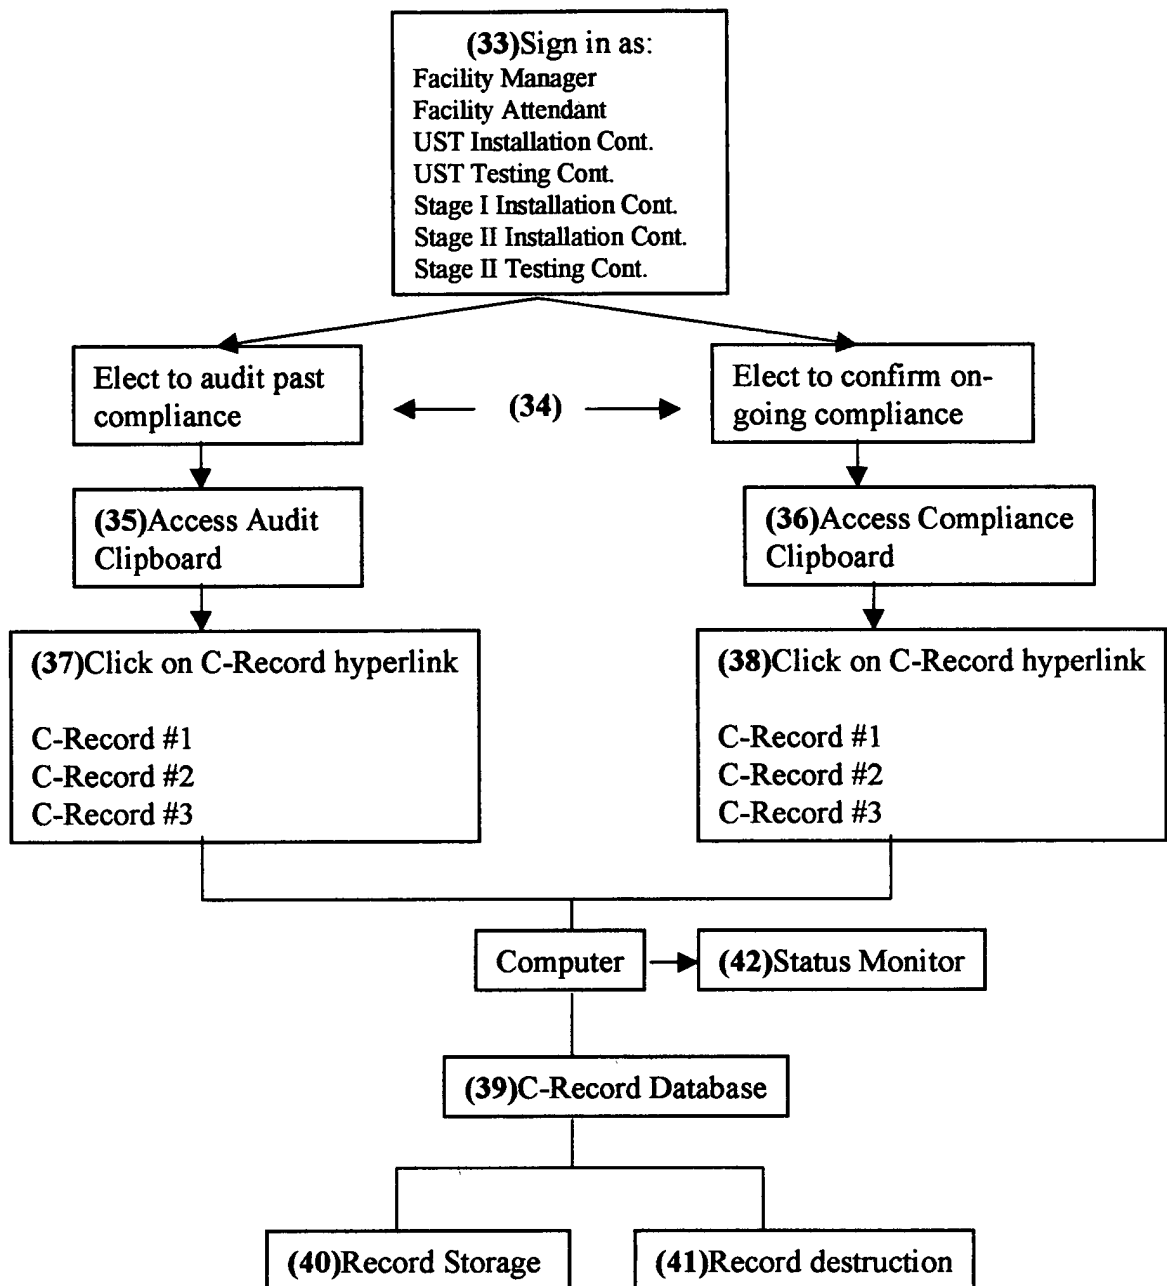 (33)Sign in as:
Facility Manager
Facility Attendant
UST Installation Cont.
UST Testing Cont.
Stage I Installation Cont.
Stage II Installation Cont.
Stage II Testing Cont.
Elect to audit past
compliance
(34)
Elect to confirm on-
going compliance
(35)Access Audit
Clipboard
(36)Access Compliance
Clipboard
(37)Click on C-Record hyperlink
C-Record #1
C-Record #2
C-Record #3
(38)Click on C-Record hyperlink
C-Record #1
C-Record #2
C-Record #3
Computer
(42)Status Monitor
(39)C-Record Database
(40)Record Storage
(41)Record destruction